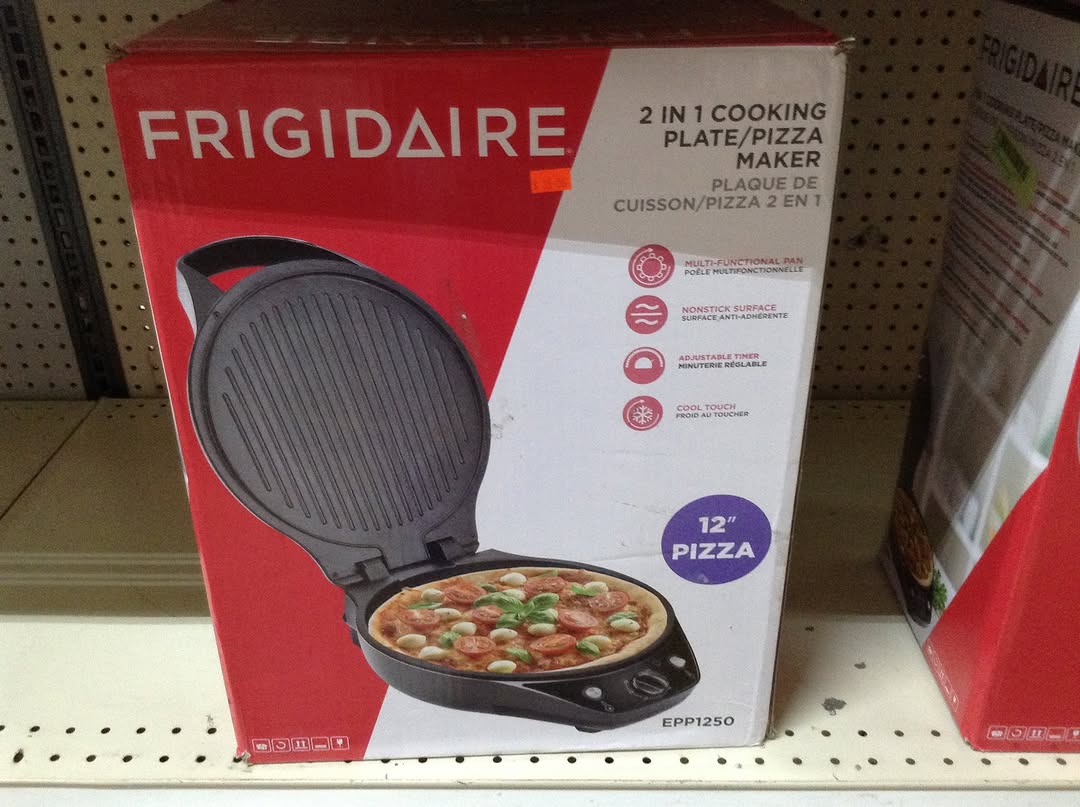 FRIGIDAIRE
2 IN 1 COOKING
PLATE/PIZZA
MAKER
PLAQUE DE
CUISSON/PIZZA 2 EN 1
MULTI-FUNCTIONAL PAN
POÊLE MULTIFONCTIONNELLE
NONSTICK SURFACE
SURFACE ANTI-ADHÉRENTE
ADJUSTABLE TIMER
MINUTERIE RÉGLABLE
COOL TOUCH
FROID AU TOUCHER
12"
PIZZA
EPP1250
FRIGIDAIRE